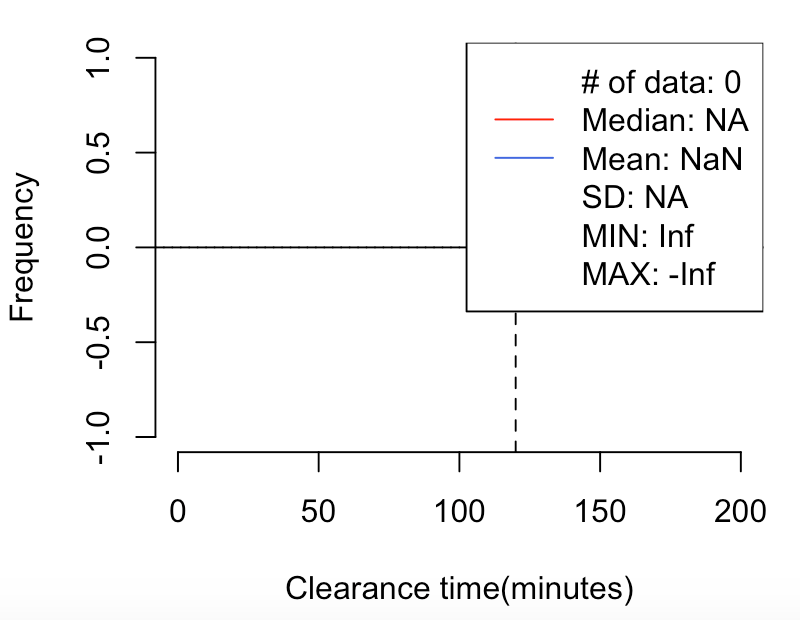 # of data: 0
Median: NA
Mean: NaN
SD: NA
MIN: Inf
MAX: -Inf
Frequency
1.0
0.5
0.0
-0.5
-1.0
0 50 100 150 200
Clearance time(minutes)